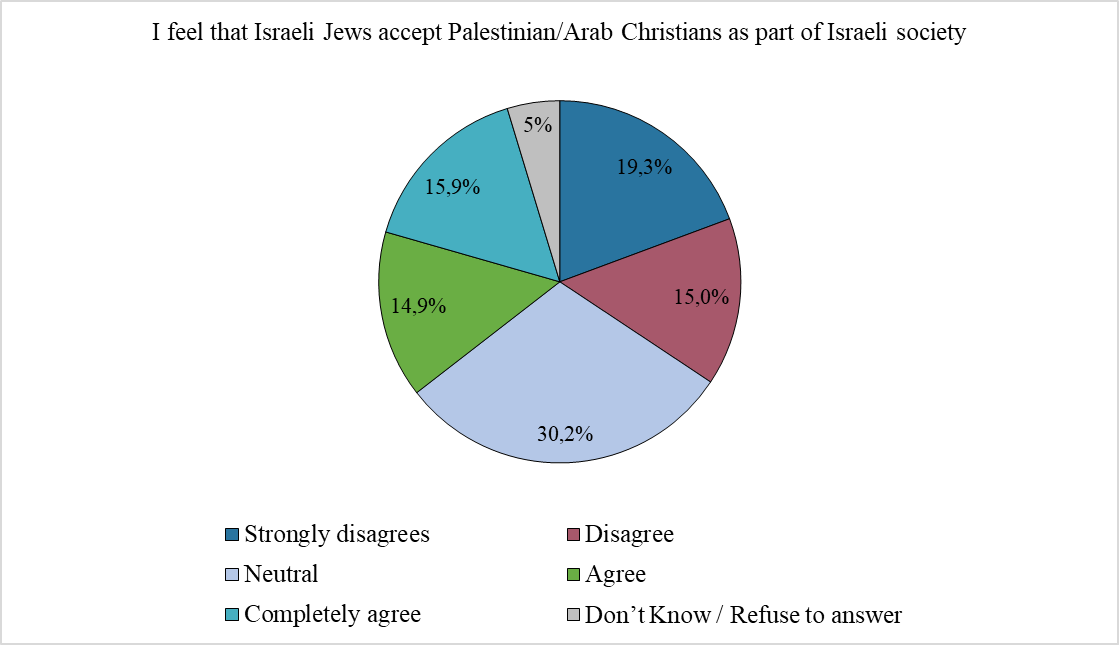 I feel that Israeli Jews accept Palestinian/Arab Christians as part of Israeli society
5%
19,3%
15,9%
15,0%
14,9%
30,2%
Strongly disagrees
Disagree
Neutral
Agree
Completely agree
Don’t Know / Refuse to answer